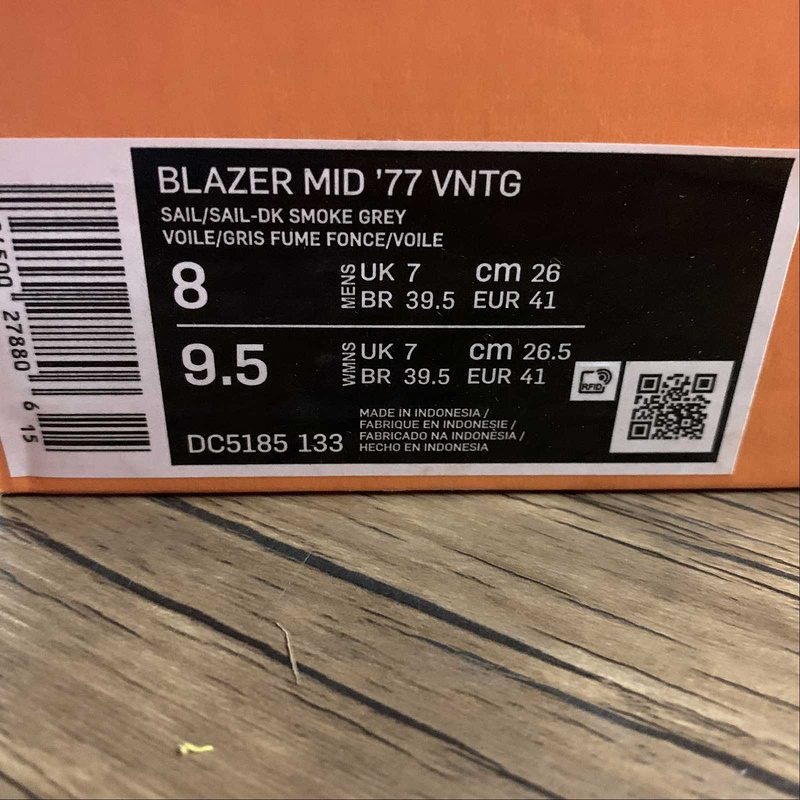 BLAZER MID '77 VNTG
SAIL/SAIL-DK SMOKE GREY
VOILE/GRIS FUME FONCE/VOILE
8 MENS UK 7 cm 26
BR 39.5 EUR 41
9.5 WMNS UK 7 cm 26.5
BR 39.5 EUR 41
RFID
DC5185 133
MADE IN INDONESIA /
FABRIQUE EN INDONESIE /
FABRICADO NA INDONÉSIA /
HECHO EN INDONESIA
27880 6 15